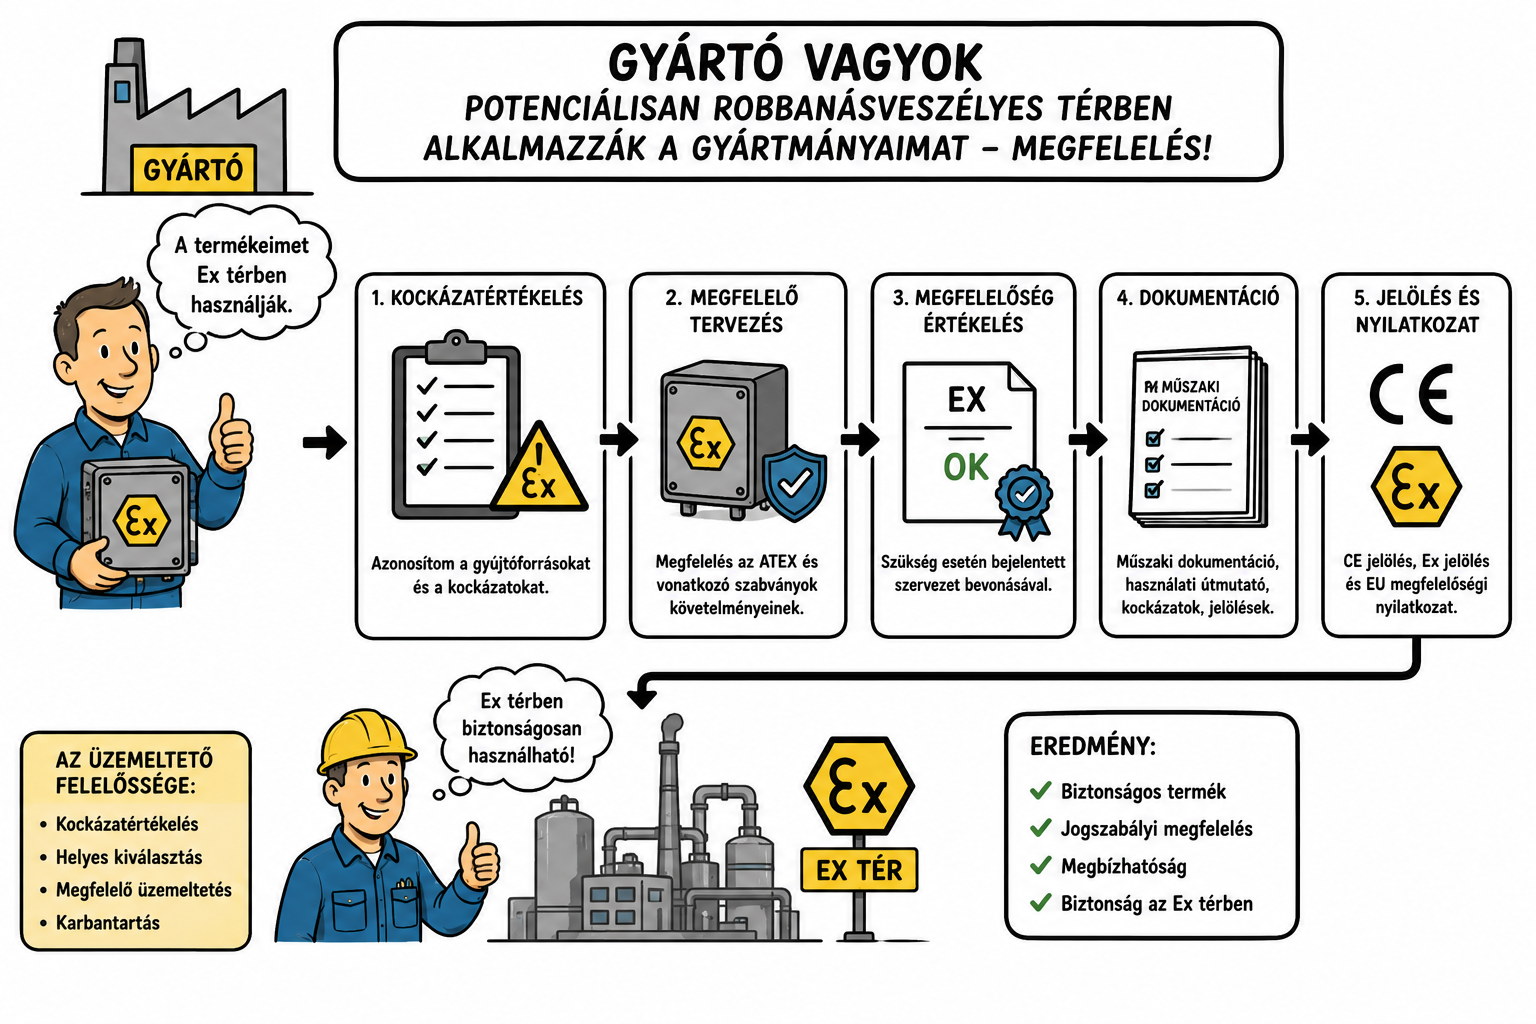 GYÁRTÓ VAGYOK
POTENCIÁLISAN ROBBANÁSVESZÉLYES TÉRBEN
ALKALMAZZÁK A GYÁRTMÁNYAIMAT – MEGFELELÉS!
GYÁRTÓ
A termékeimet
Ex térben
használják.
Ex
1. KOCKÁZATÉRTÉKELÉS
!
Ex
Azonosítom a gyújtóforrásokat
és a kockázatokat.
2. MEGFELELŐ
TERVEZÉS
Ex
Megfelelés az ATEX és
vonatkozó szabványok
követelményeinek.
3. MEGFELELŐSÉG
ÉRTÉKELÉS
EX
OK
Szükség esetén bejelentett
szervezet bevonásával.
4. DOKUMENTÁCIÓ
MŰSZAKI
DOKUMENTÁCIÓ
Műszaki dokumentáció,
használati útmutató,
kockázatok, jelölések.
5. JELÖLÉS ÉS
NYILATKOZAT
CE
Ex
CE jelölés, Ex jelölés
és EU megfelelőségi
nyilatkozat.
AZ ÜZEMELTETŐ
FELELŐSSÉGE:
• Kockázatértékelés
• Helyes kiválasztás
• Megfelelő üzemeltetés
• Karbantartás
Ex térben
biztonságosan
használható!
Ex
EX TÉR
EREDMÉNY:
✓ Biztonságos termék
✓ Jogszabályi megfelelés
✓ Megbízhatóság
✓ Biztonság az Ex térben